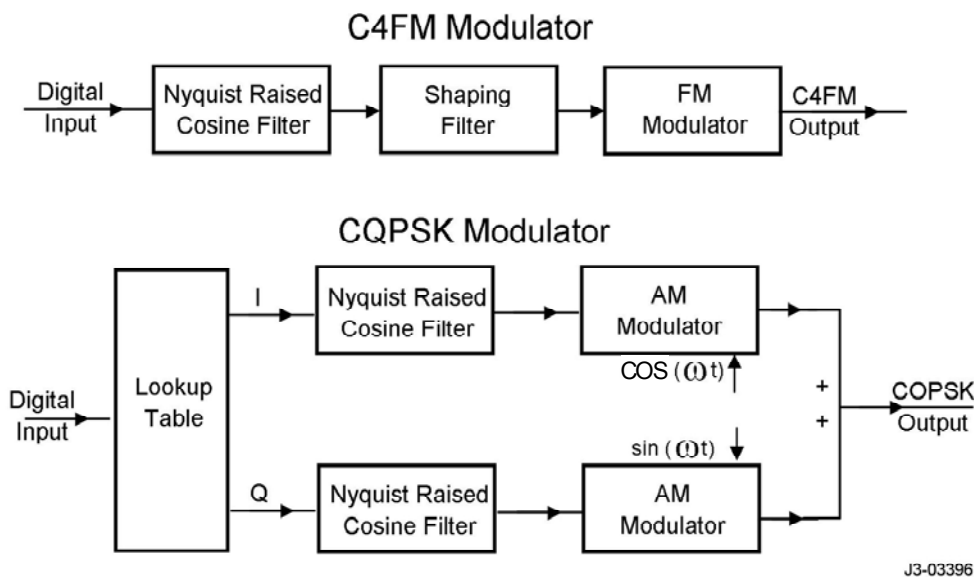 C4FM Modulator
Digital
Input
Nyquist Raised
Cosine Filter
Shaping
Filter
FM
Modulator
C4FM
Output
CQPSK Modulator
Digital
Input
Lookup
Table
I
Nyquist Raised
Cosine Filter
AM
Modulator
COS (ωt)
+
+
COPSK
Output
sin (ωt)
Q
Nyquist Raised
Cosine Filter
AM
Modulator
J3-03396